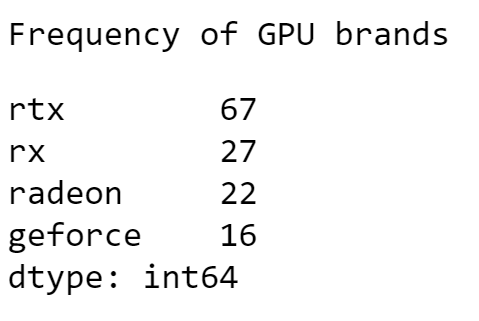 Frequency of GPU brands
rtx 67
rx 27
radeon 22
geforce 16
dtype: int64